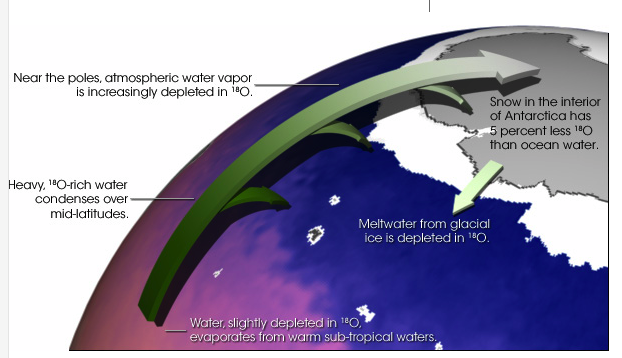 Near the poles, atmospheric water vapor
is increasingly depleted in ¹⁸O.
Snow in the interior
of Antarctica has
5 percent less ¹⁸O
than ocean water.
Heavy, ¹⁸O-rich water
condenses over
mid-latitudes.
Meltwater from glacial
ice is depleted in ¹⁸O.
Water, slightly depleted in ¹⁸O,
evaporates from warm sub-tropical waters.